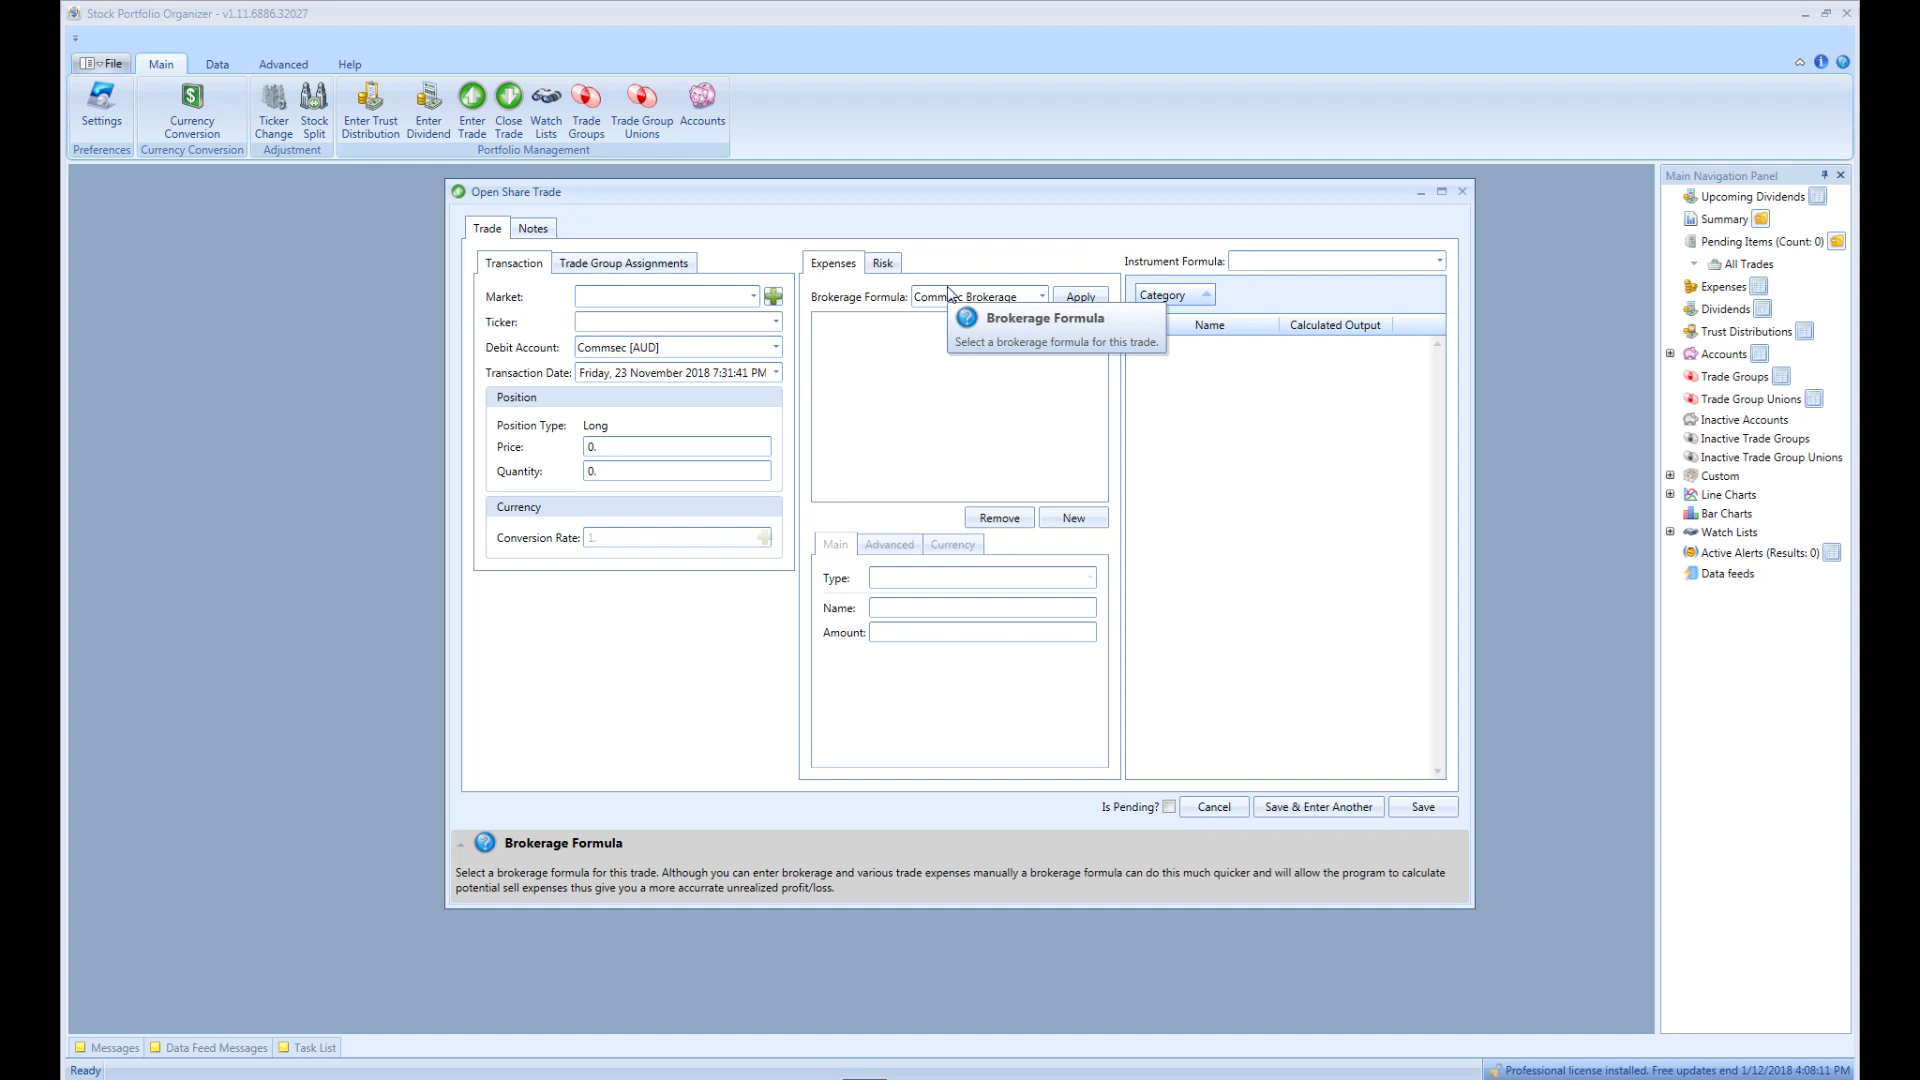 Stock Portfolio Organizer - v1.11.6886.32027
File Main Data Advanced Help
Settings
Preferences
Currency Conversion
Currency Conversion
Ticker Change
Stock Split
Adjustment
Enter Trust Distribution
Enter Dividend
Enter Trade
Close Trade
Watch Lists
Trade Groups
Trade Group Unions
Accounts
Portfolio Management
Open Share Trade
Trade Notes
Transaction Trade Group Assignments
Market:
Ticker:
Debit Account: Commsec [AUD]
Transaction Date: Friday, 23 November 2018 7:31:41 PM
Position
Position Type: Long
Price: 0.
Quantity: 0.
Currency
Conversion Rate: 1.
Expenses Risk
Brokerage Formula: Commsec Brokerage Apply
Brokerage Formula
Select a brokerage formula for this trade.
Remove New
Main Advanced Currency
Type:
Name:
Amount:
Instrument Formula:
Category
Name Calculated Output
Is Pending? Cancel Save & Enter Another Save
Brokerage Formula
Select a brokerage formula for this trade. Although you can enter brokerage and various trade expenses manually a brokerage formula can do this much quicker and will allow the program to calculate
potential sell expenses thus give you a more accurrate unrealized profit/loss.
Main Navigation Panel
Upcoming Dividends
Summary
Pending Items (Count: 0)
All Trades
Expenses
Dividends
Trust Distributions
Accounts
Trade Groups
Trade Group Unions
Inactive Accounts
Inactive Trade Groups
Inactive Trade Group Unions
Custom
Line Charts
Bar Charts
Watch Lists
Active Alerts (Results: 0)
Data feeds
Messages Data Feed Messages Task List
Ready
Professional license installed. Free updates end 1/12/2018 4:08:11 PM